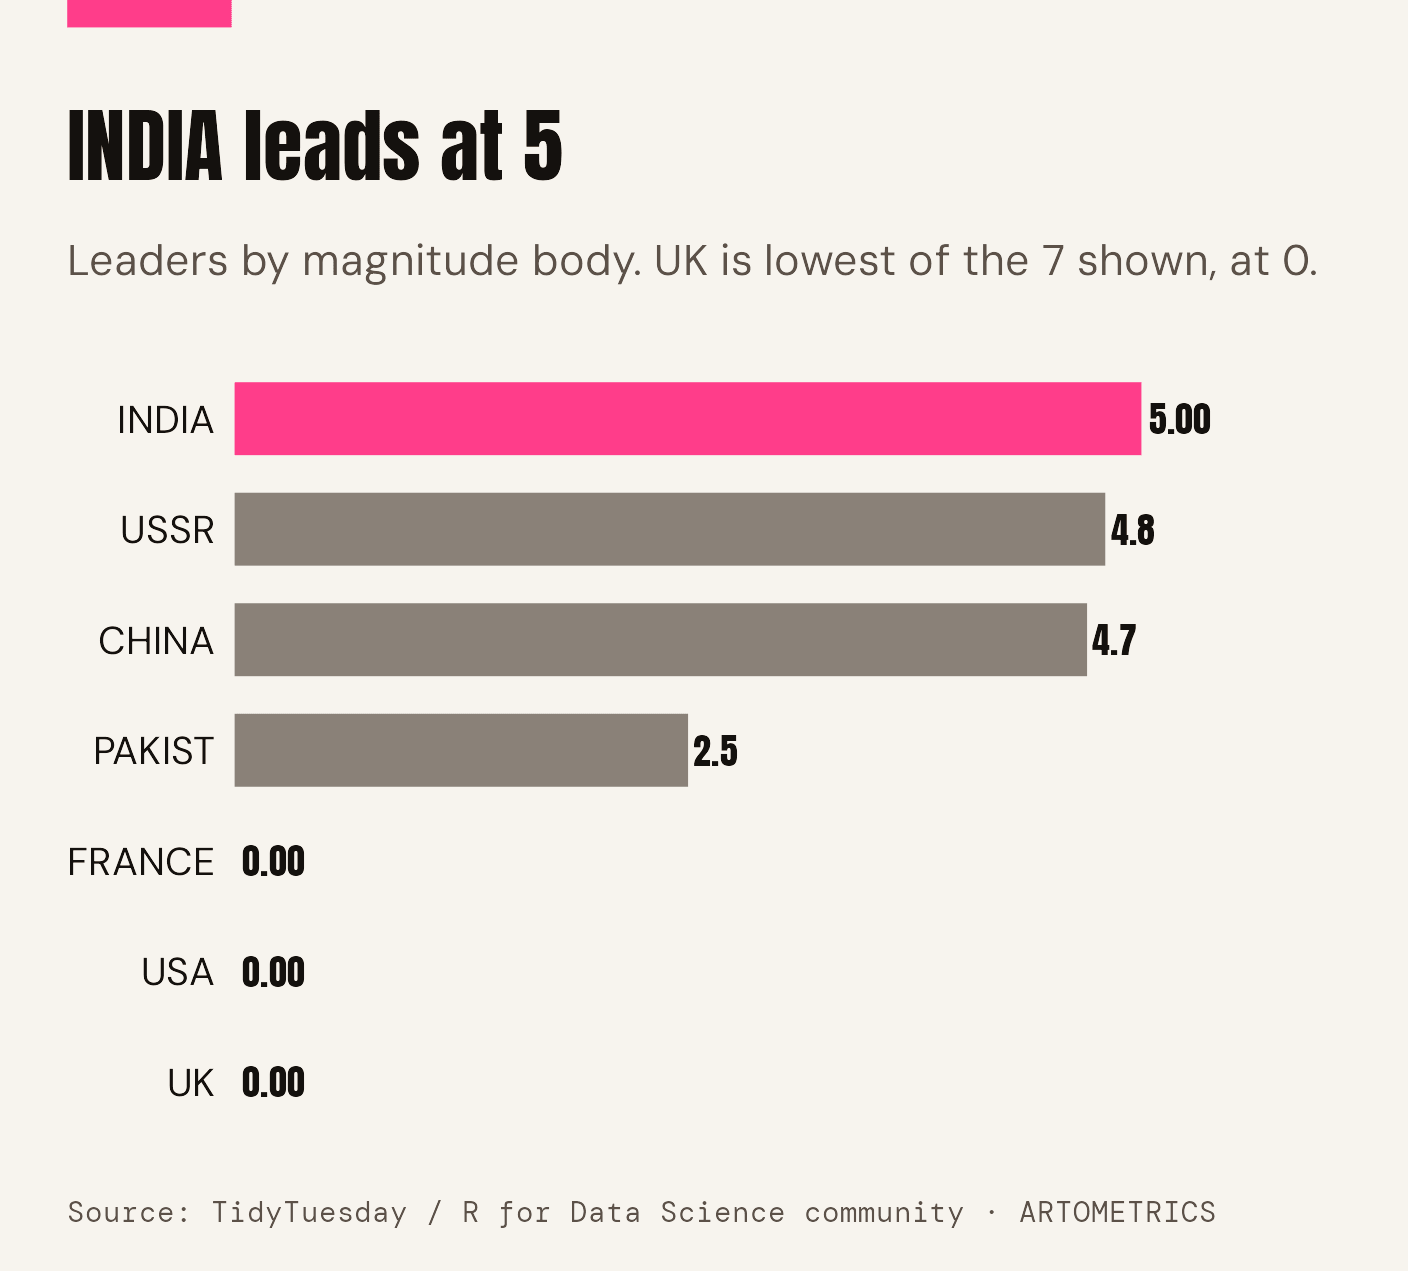 INDIA leads at 5
Leaders by magnitude body. UK is lowest of the 7 shown, at 0.
INDIA 5.00
USSR 4.8
CHINA 4.7
PAKIST 2.5
FRANCE 0.00
USA 0.00
UK 0.00
Source: TidyTuesday / R for Data Science community · ARTOMETRICS